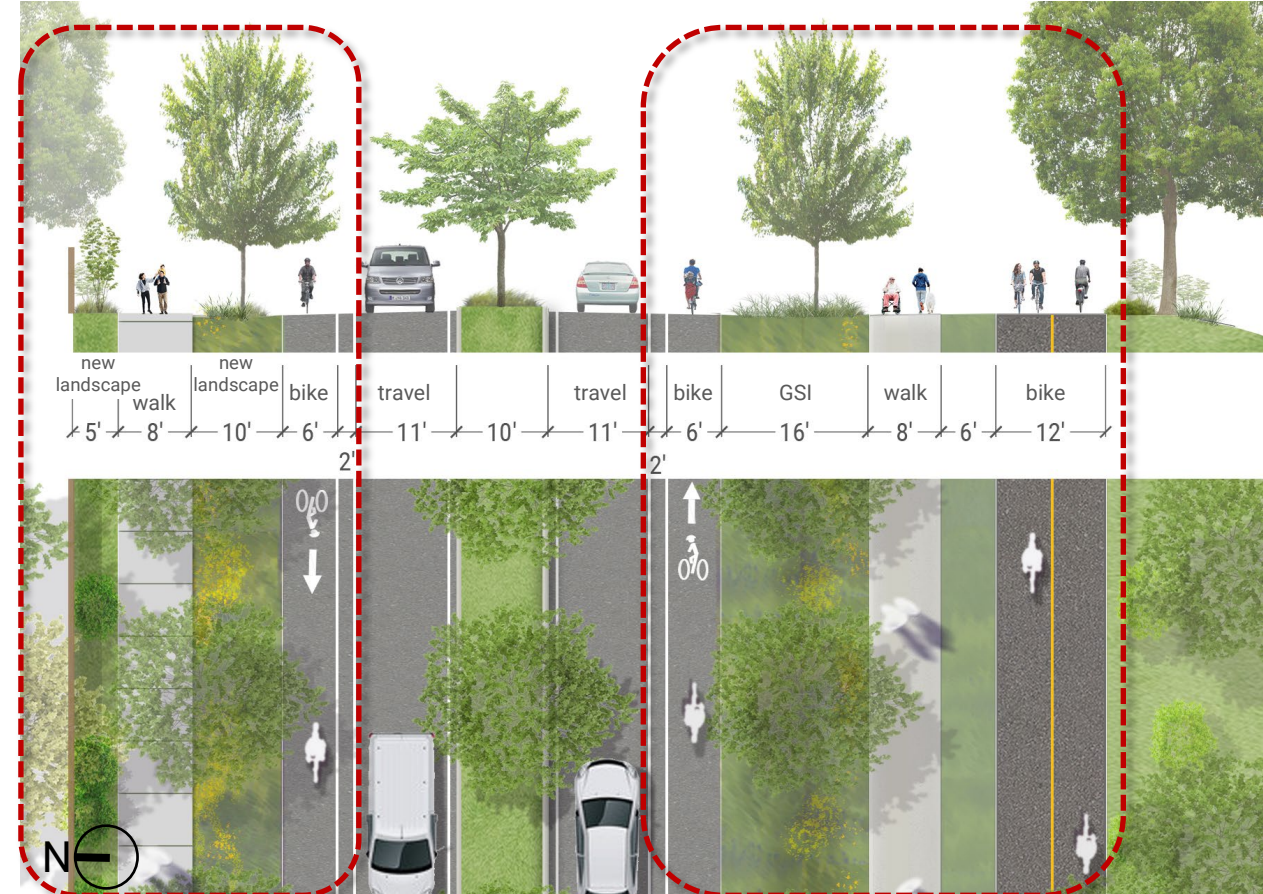 new
landscape
walk
new
landscape
bike
travel
travel
bike
GSI
walk
bike
5'
8'
10'
6'
2'
11'
10'
11'
2'
6'
16'
8'
6'
12'
N